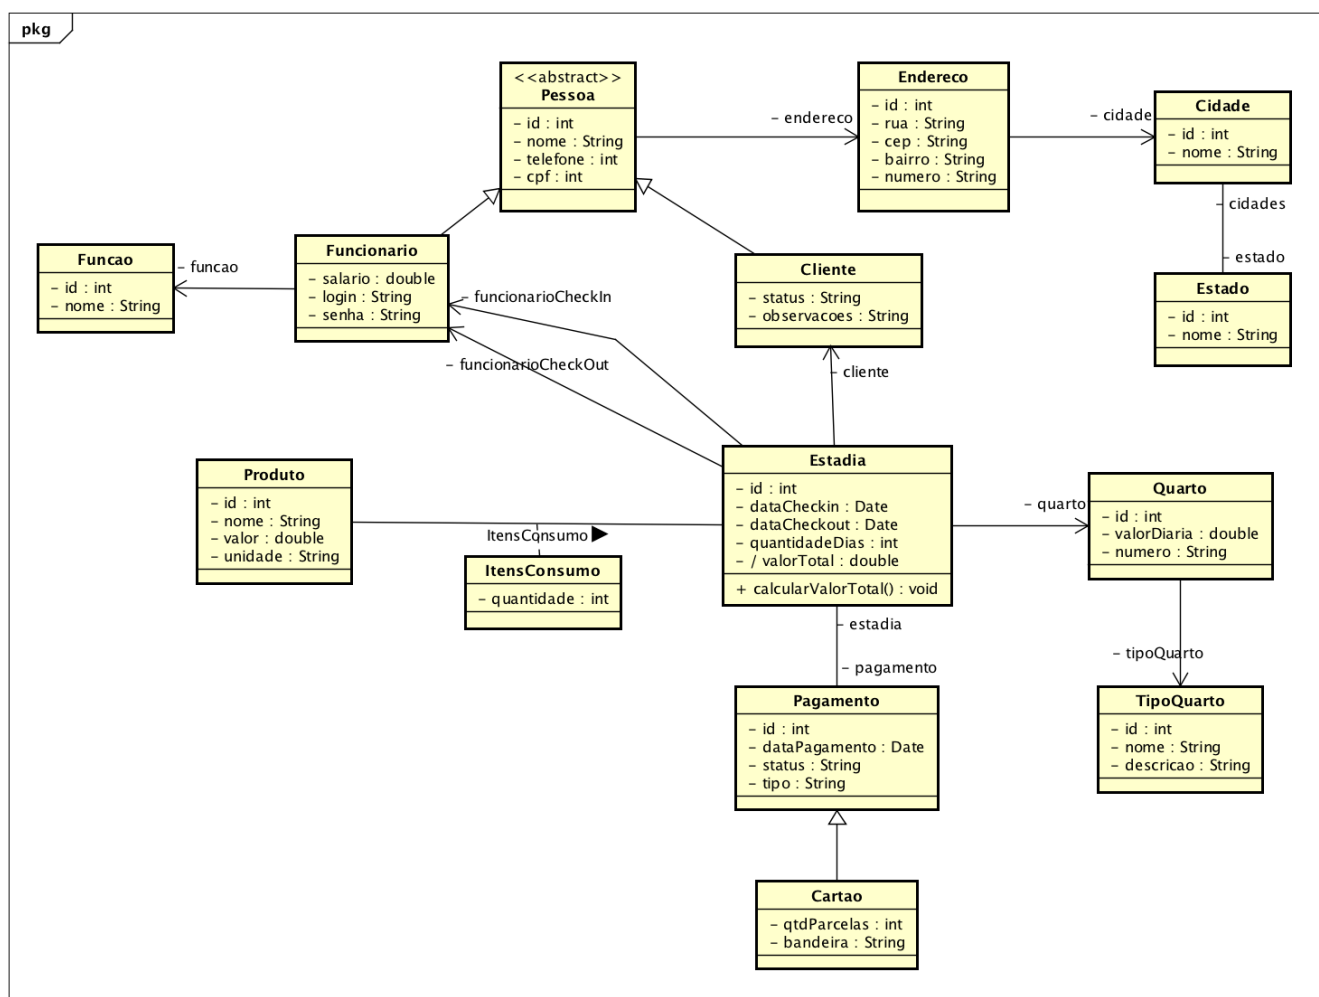 pkg
<<abstract>>
Pessoa
- id : int
- nome : String
- telefone : int
- cpf : int
- endereco
Endereco
- id : int
- rua : String
- cep : String
- bairro : String
- numero : String
- cidade
Cidade
- id : int
- nome : String
- cidades
- estado
Estado
- id : int
- nome : String
Funcao
- id : int
- nome : String
- funcao
Funcionario
- salario : double
- login : String
- senha : String
- funcionarioCheckIn
- funcionarioCheckOut
Cliente
- status : String
- observacoes : String
- cliente
Produto
- id : int
- nome : String
- valor : double
- unidade : String
ItensConsumo ▶
ItensConsumo
- quantidade : int
Estadia
- id : int
- dataCheckin : Date
- dataCheckout : Date
- quantidadeDias : int
- / valorTotal : double
+ calcularValorTotal() : void
- quarto
Quarto
- id : int
- valorDiaria : double
- numero : String
- tipoQuarto
TipoQuarto
- id : int
- nome : String
- descricao : String
- estadia
- pagamento
Pagamento
- id : int
- dataPagamento : Date
- status : String
- tipo : String
Cartao
- qtdParcelas : int
- bandeira : String